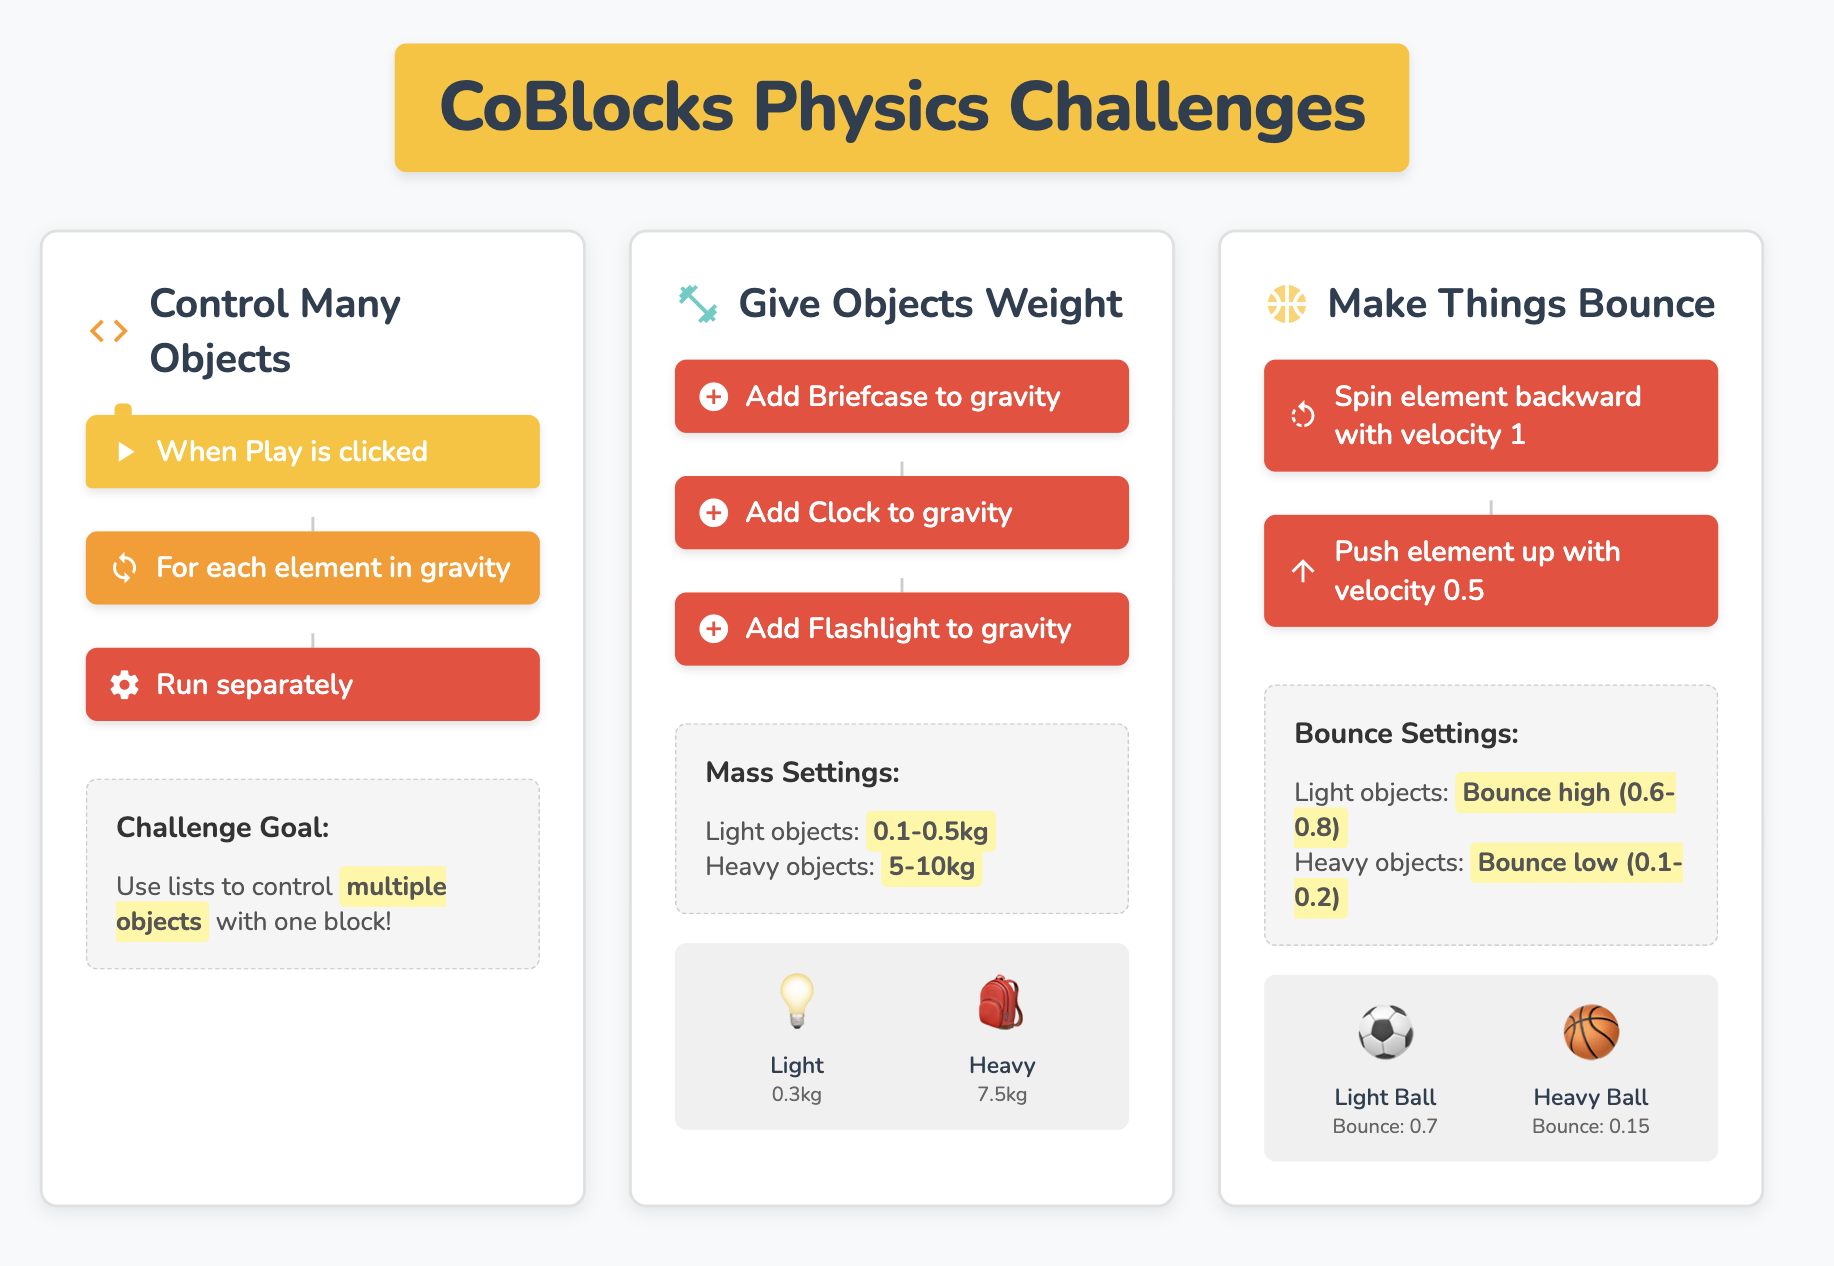 CoBlocks Physics Challenges
Control Many
Objects
When Play is clicked
For each element in gravity
Run separately
Challenge Goal:
Use lists to control multiple
objects with one block!
Give Objects Weight
Add Briefcase to gravity
Add Clock to gravity
Add Flashlight to gravity
Mass Settings:
Light objects: 0.1-0.5kg
Heavy objects: 5-10kg
Light
0.3kg
Heavy
7.5kg
Make Things Bounce
Spin element backward
with velocity 1
Push element up with
velocity 0.5
Bounce Settings:
Light objects: Bounce high (0.6-
0.8)
Heavy objects: Bounce low (0.1-
0.2)
Light Ball
Bounce: 0.7
Heavy Ball
Bounce: 0.15